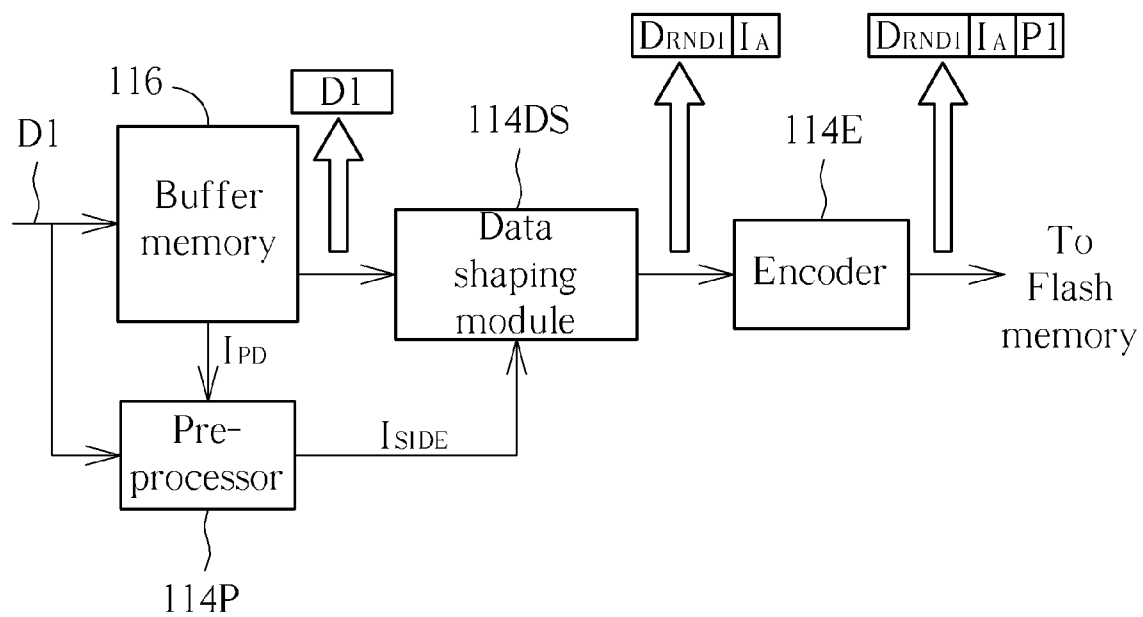 DRND1 IA
DRND1 IA P1
116
D1
114DS
114E
D1
Buffer
memory
Data
shaping
module
Encoder
To
Flash
memory
IPD
Pre-
processor
ISIDE
114P